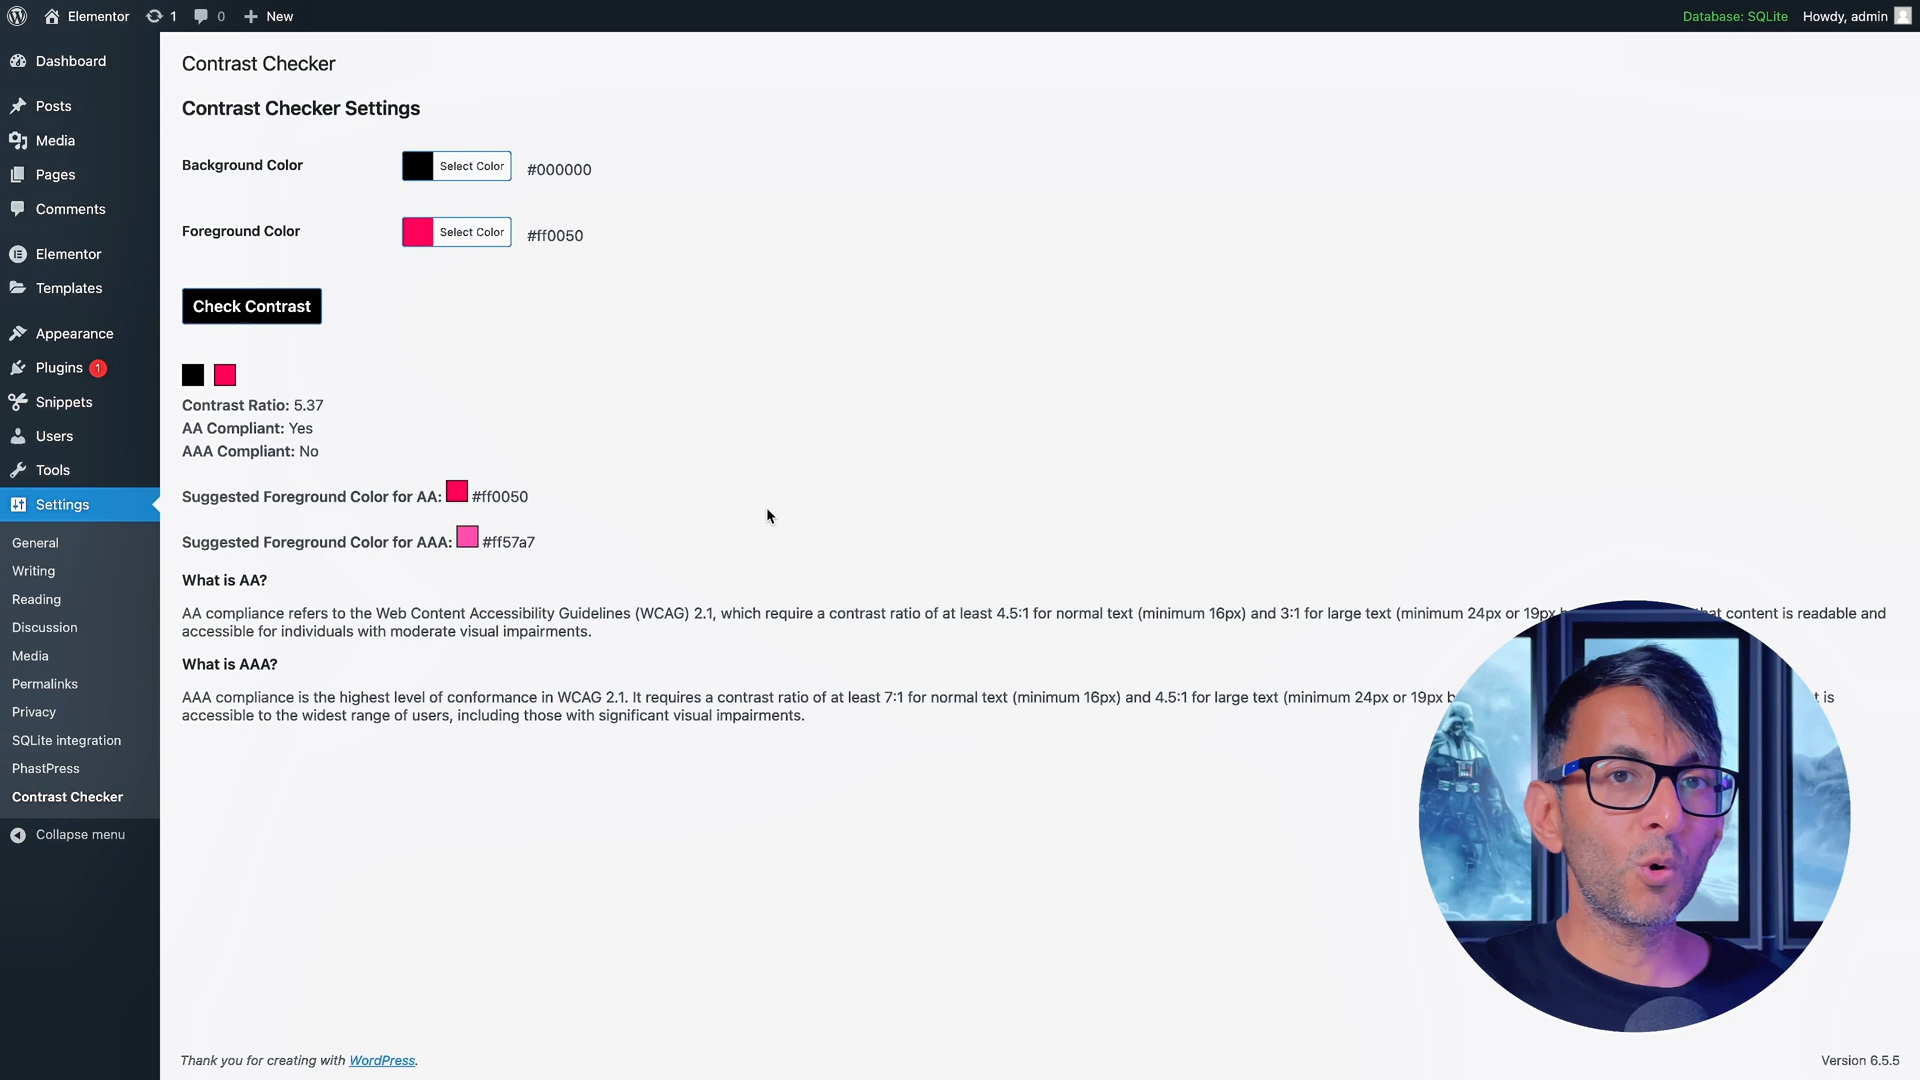 Elementor
1
0
New
Database: SQLite
Howdy, admin
Dashboard
Posts
Media
Pages
Comments
Elementor
Templates
Appearance
Plugins 1
Snippets
Users
Tools
Settings
General
Writing
Reading
Discussion
Media
Permalinks
Privacy
SQLite integration
PhastPress
Contrast Checker
Collapse menu
Contrast Checker
Contrast Checker Settings
Background Color
Select Color
#000000
Foreground Color
Select Color
#ff0050
Check Contrast
Contrast Ratio: 5.37
AA Compliant: Yes
AAA Compliant: No
Suggested Foreground Color for AA: #ff0050
Suggested Foreground Color for AAA: #ff57a7
What is AA?
AA compliance refers to the Web Content Accessibility Guidelines (WCAG) 2.1, which require a contrast ratio of at least 4.5:1 for normal text (minimum 16px) and 3:1 for large text (minimum 24px or 19px that content is readable and
accessible for individuals with moderate visual impairments.
What is AAA?
AAA compliance is the highest level of conformance in WCAG 2.1. It requires a contrast ratio of at least 7:1 for normal text (minimum 16px) and 4.5:1 for large text (minimum 24px or 19px is
accessible to the widest range of users, including those with significant visual impairments.
Thank you for creating with WordPress.
Version 6.5.5